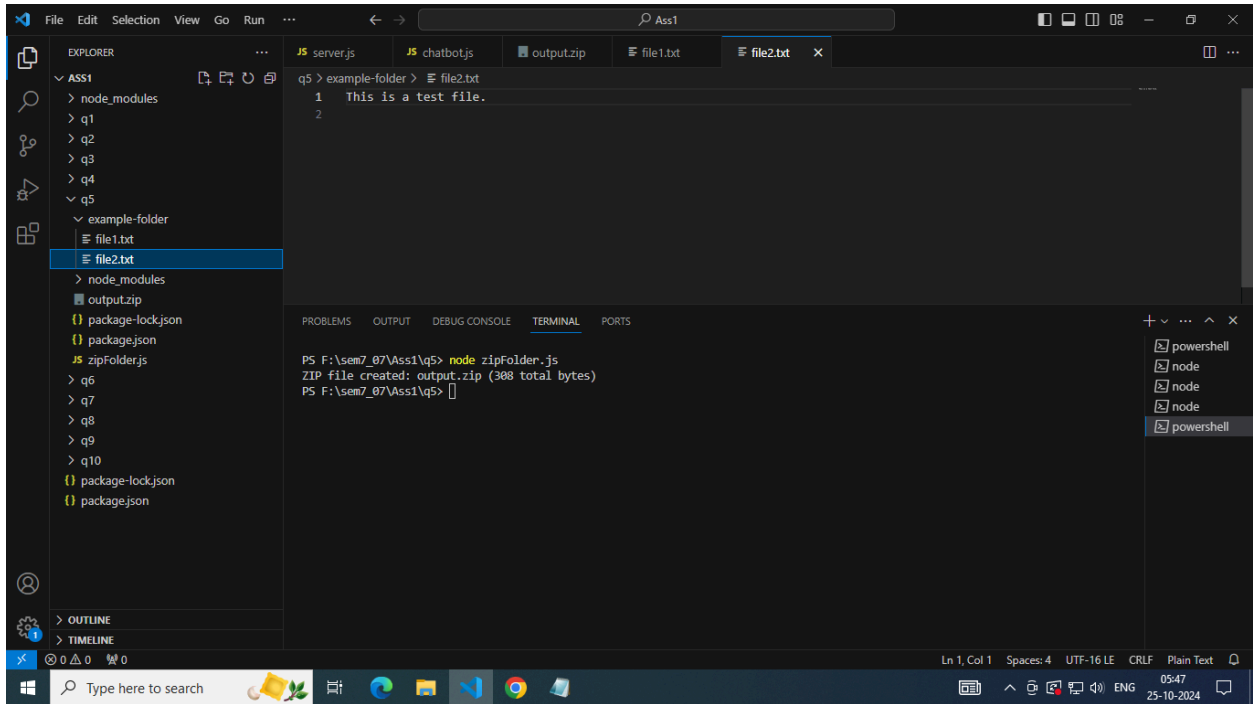 File Edit Selection View Go Run ··· ← → Ass1
EXPLORER ···
ASS1
node_modules
q1
q2
q3
q4
q5
example-folder
file1.txt
file2.txt
node_modules
output.zip
{} package-lock.json
{} package.json
JS zipFolder.js
q6
q7
q8
q9
q10
{} package-lock.json
{} package.json
OUTLINE
TIMELINE
JS server.js JS chatbot.js output.zip file1.txt file2.txt
q5 > example-folder > file2.txt
1 This is a test file.
2
PROBLEMS OUTPUT DEBUG CONSOLE TERMINAL PORTS
PS F:\sem7_07\Ass1\q5> node zipFolder.js
ZIP file created: output.zip (308 total bytes)
PS F:\sem7_07\Ass1\q5>
powershell
node
node
node
powershell
1
0 0 0 Ln 1, Col 1 Spaces: 4 UTF-16 LE CRLF Plain Text
Type here to search ENG 05:47
25-10-2024